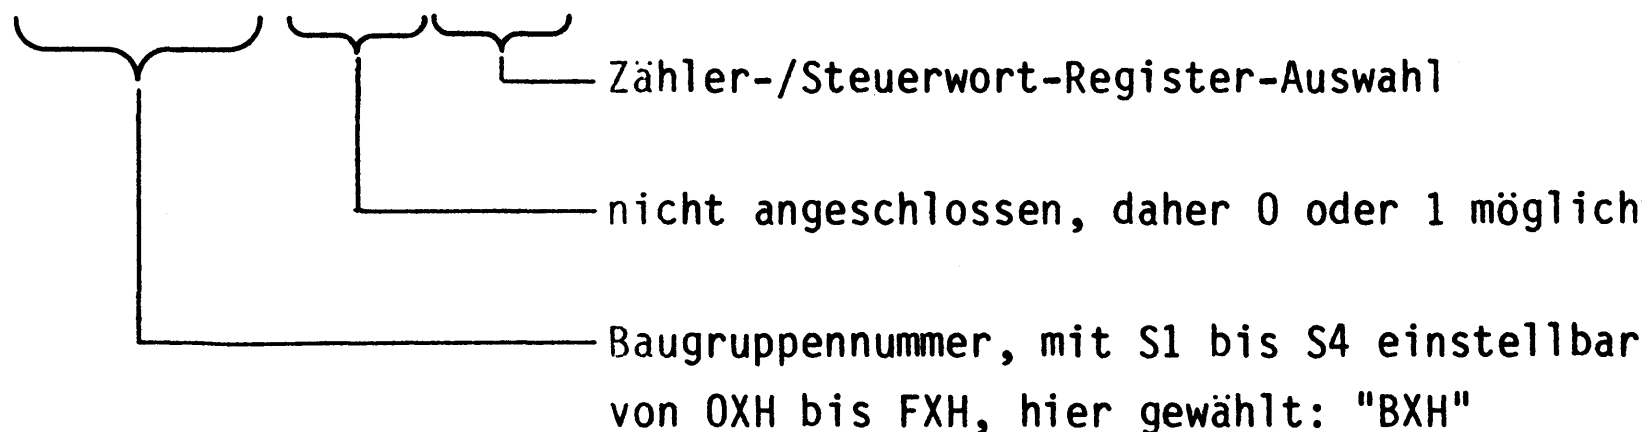 Zähler-/Steuerwort-Register-Auswahl
nicht angeschlossen, daher 0 oder 1 möglich
Baugruppennummer, mit S1 bis S4 einstellbar
von 0XH bis FXH, hier gewählt: "BXH"